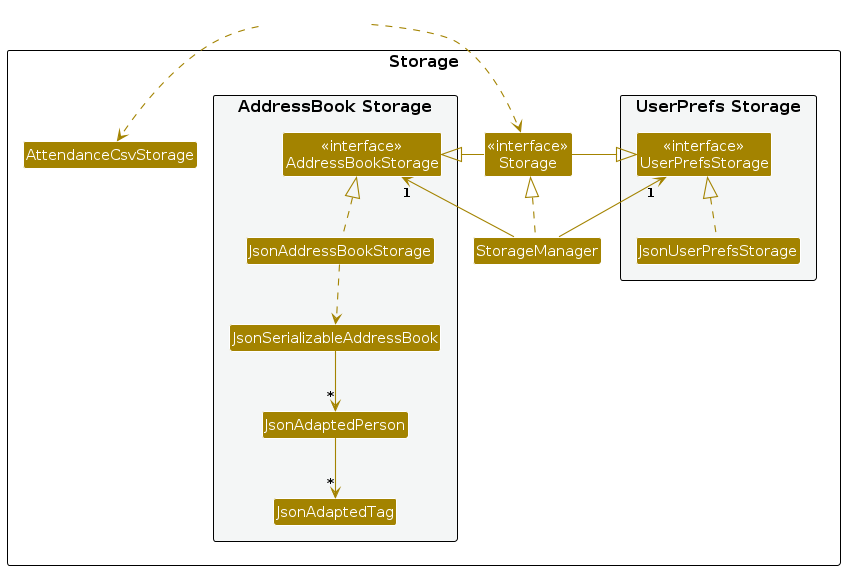 Storage
AddressBook Storage
UserPrefs Storage
«interface»
AddressBookStorage
«interface»
Storage
«interface»
UserPrefsStorage
AttendanceCsvStorage
1
1
JsonAddressBookStorage
StorageManager
JsonUserPrefsStorage
JsonSerializableAddressBook
*
JsonAdaptedPerson
*
JsonAdaptedTag